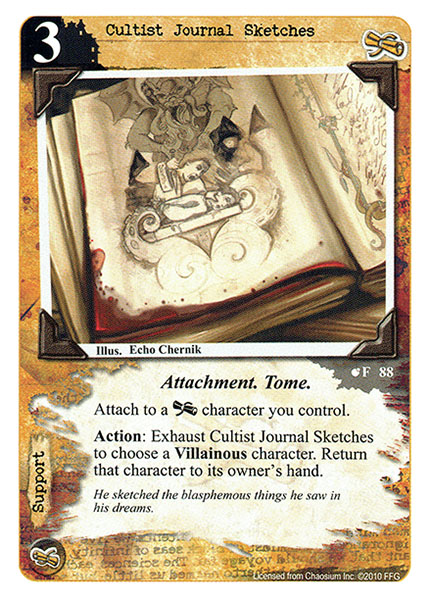 3
Cultist Journal Sketches
Illus. Echo Chernik
F 88
Attachment. Tome.
Attach to a character you control.
Action: Exhaust Cultist Journal Sketches
to choose a Villainous character. Return
that character to its owner's hand.
He sketched the blasphemous things he saw in
his dreams.
Support
Licensed from Chaosium Inc. ©2010 FFG